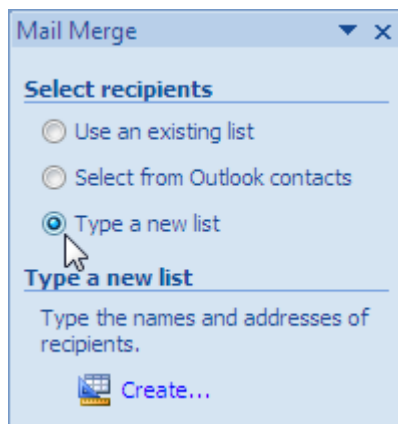 Mail Merge
Select recipients
Use an existing list
Select from Outlook contacts
Type a new list
Type a new list
Type the names and addresses of
recipients.
Create...